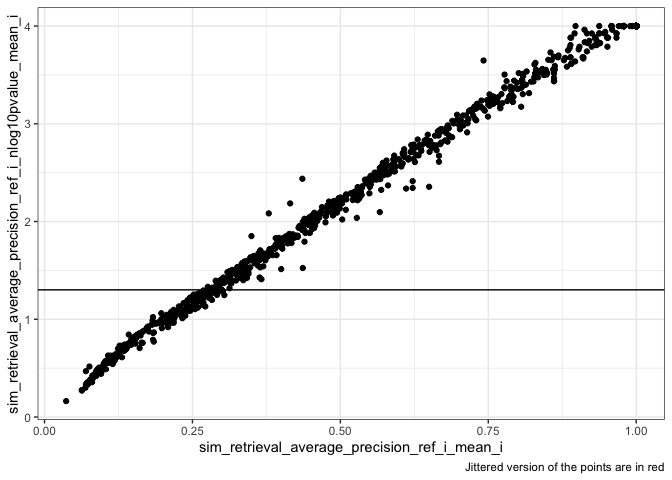 sim_retrieval_average_precision_ref_i_nlog10pvalue_mean_i
4
3
2
1
0
0.00 0.25 0.50 0.75 1.00
sim_retrieval_average_precision_ref_i_mean_i
Jittered version of the points are in red